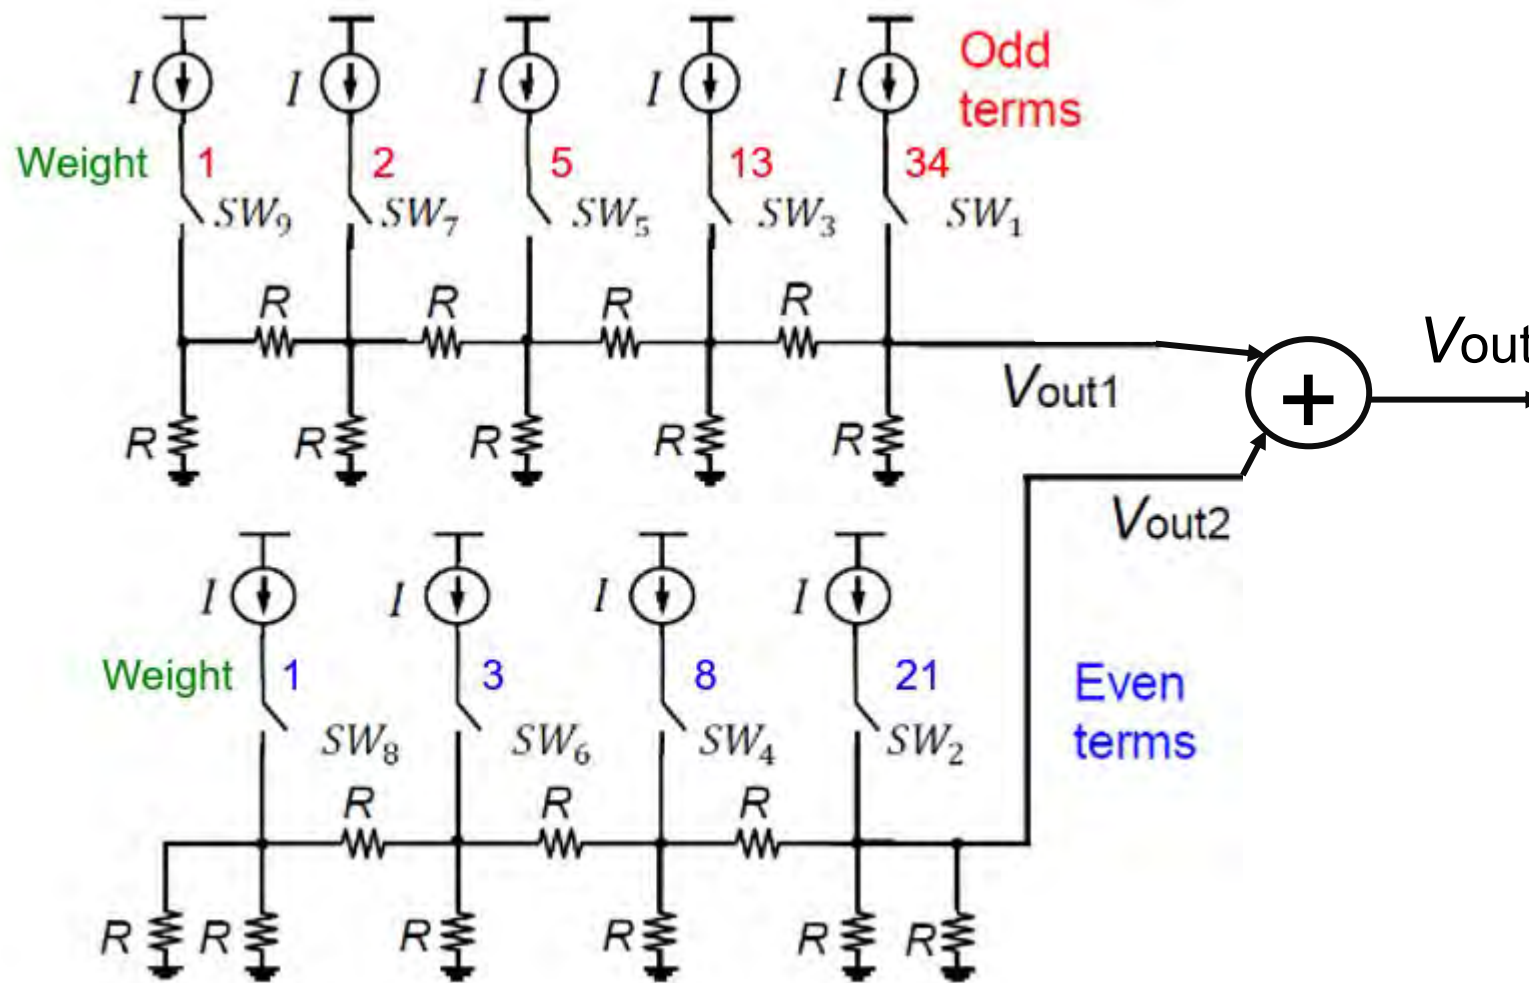 I I I I I Odd
terms
Weight 1 2 5 13 34
SW₉ SW₇ SW₅ SW₃ SW₁
R R R R
Vout
Vout1 +
R R R R R
Vout2
I I I I
Weight 1 3 8 21 Even
terms
SW₈ SW₆ SW₄ SW₂
R R R
R R R R R R